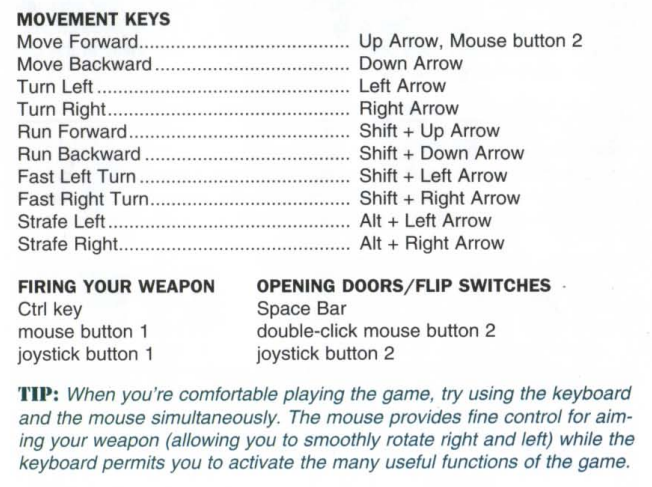 MOVEMENT KEYS
Move Forward..................................... Up Arrow, Mouse button 2
Move Backward .................................. Down Arrow
Turn Left ............................................ Left Arrow
Turn Right........................................... Right Arrow
Run Forward....................................... Shift + Up Arrow
Run Backward .................................... Shift + Down Arrow
Fast Left Turn ..................................... Shift + Left Arrow
Fast Right Turn................................... Shift + Right Arrow
Strafe Left........................................... Alt + Left Arrow
Strafe Right......................................... Alt + Right Arrow
FIRING YOUR WEAPON
Ctrl key
mouse button 1
joystick button 1
OPENING DOORS/FLIP SWITCHES
Space Bar
double-click mouse button 2
joystick button 2
TIP: When you're comfortable playing the game, try using the keyboard
and the mouse simultaneously. The mouse provides fine control for aim-
ing your weapon (allowing you to smoothly rotate right and left) while the
keyboard permits you to activate the many useful functions of the game.